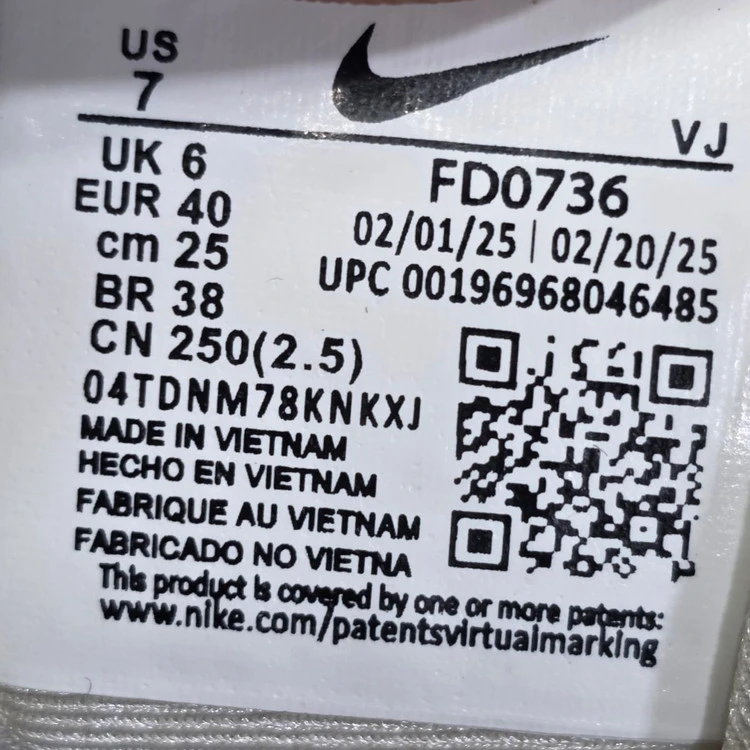 US
7
VJ
UK 6
FD0736
EUR 40
02/01/25 | 02/20/25
cm 25
UPC 00196968046485
BR 38
CN 250(2.5)
04TDNM78KNKXJ
MADE IN VIETNAM
HECHO EN VIETNAM
FABRIQUE AU VIETNAM
FABRICADO NO VIETNA
This product is covered by one or more patents:
www.nike.com/patentsvirtualmarking